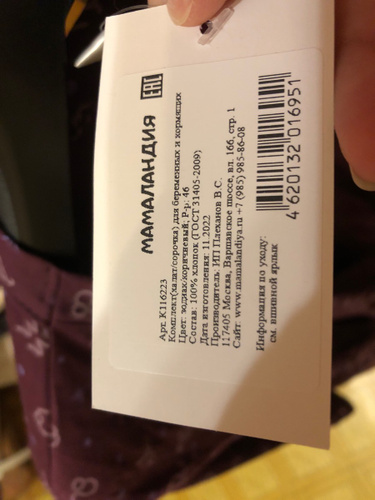 МАМАЛАНДИЯ
EAC
Арт. К116223
Комплект(халат/сорочка) для беременных и кормящих
Цвет: зодиак/коричневый; Р-р: 46
Состав: 100% хлопок (ГОСТ 31405-2009)
Дата изготовления: 11.2022
Производитель: ИП Плеханов В.С.
117405 Москва, Варшавское шоссе, вл. 166, стр. 1
Сайт: www.mamalandiya.ru +7 (985) 985-86-08
Информация по уходу:
см. вшивной ярлык
4 620132 016951